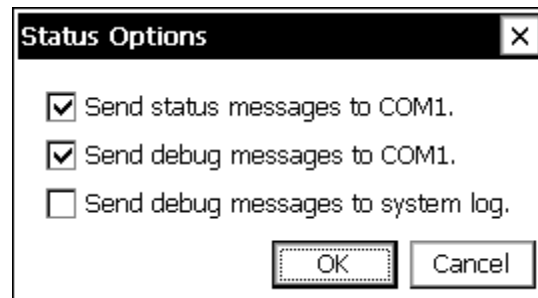 Status Options
Send status messages to COM1.
Send debug messages to COM1.
Send debug messages to system log.
OK Cancel